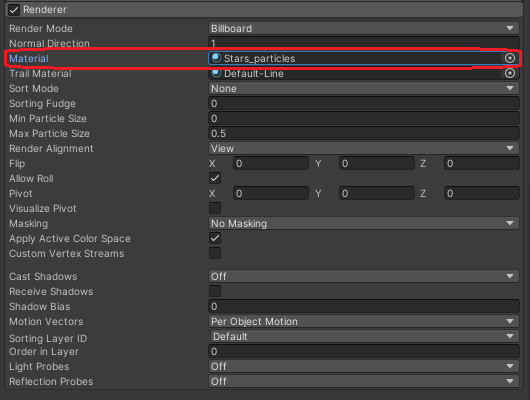 Renderer
Render Mode Billboard
Normal Direction 1
Material Stars_particles
Trail Material Default-Line
Sort Mode None
Sorting Fudge 0
Min Particle Size 0
Max Particle Size 0.5
Render Alignment View
Flip X 0 Y 0 Z 0
Allow Roll
Pivot X 0 Y 0 Z 0
Visualize Pivot
Masking No Masking
Apply Active Color Space
Custom Vertex Streams
Cast Shadows Off
Receive Shadows
Shadow Bias 0
Motion Vectors Per Object Motion
Sorting Layer ID Default
Order in Layer 0
Light Probes Off
Reflection Probes Off